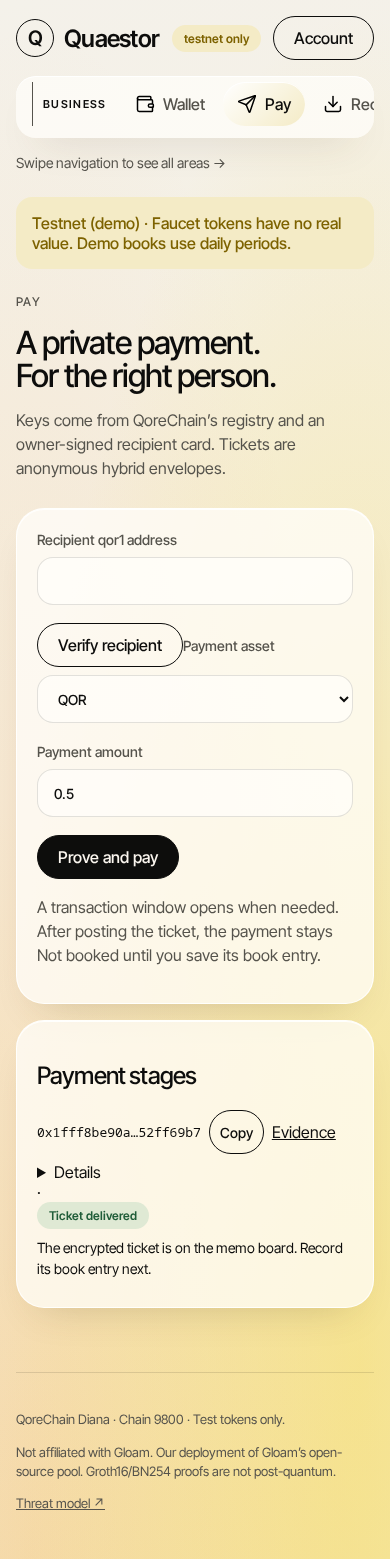 Q Quaestor testnet only Account
BUSINESS Wallet Pay Rec
Swipe navigation to see all areas →
Testnet (demo) · Faucet tokens have no real
value. Demo books use daily periods.
PAY
A private payment.
For the right person.
Keys come from QoreChain’s registry and an
owner-signed recipient card. Tickets are
anonymous hybrid envelopes.
Recipient qor1 address
Verify recipient Payment asset
QOR
Payment amount
0.5
Prove and pay
A transaction window opens when needed.
After posting the ticket, the payment stays
Not booked until you save its book entry.
Payment stages
0x1fff8be90a…52ff69b7 Copy Evidence
▶ Details
·
Ticket delivered
The encrypted ticket is on the memo board. Record
its book entry next.
QoreChain Diana · Chain 9800 · Test tokens only.
Not affiliated with Gloam. Our deployment of Gloam’s open-
source pool. Groth16/BN254 proofs are not post-quantum.
Threat model ↗